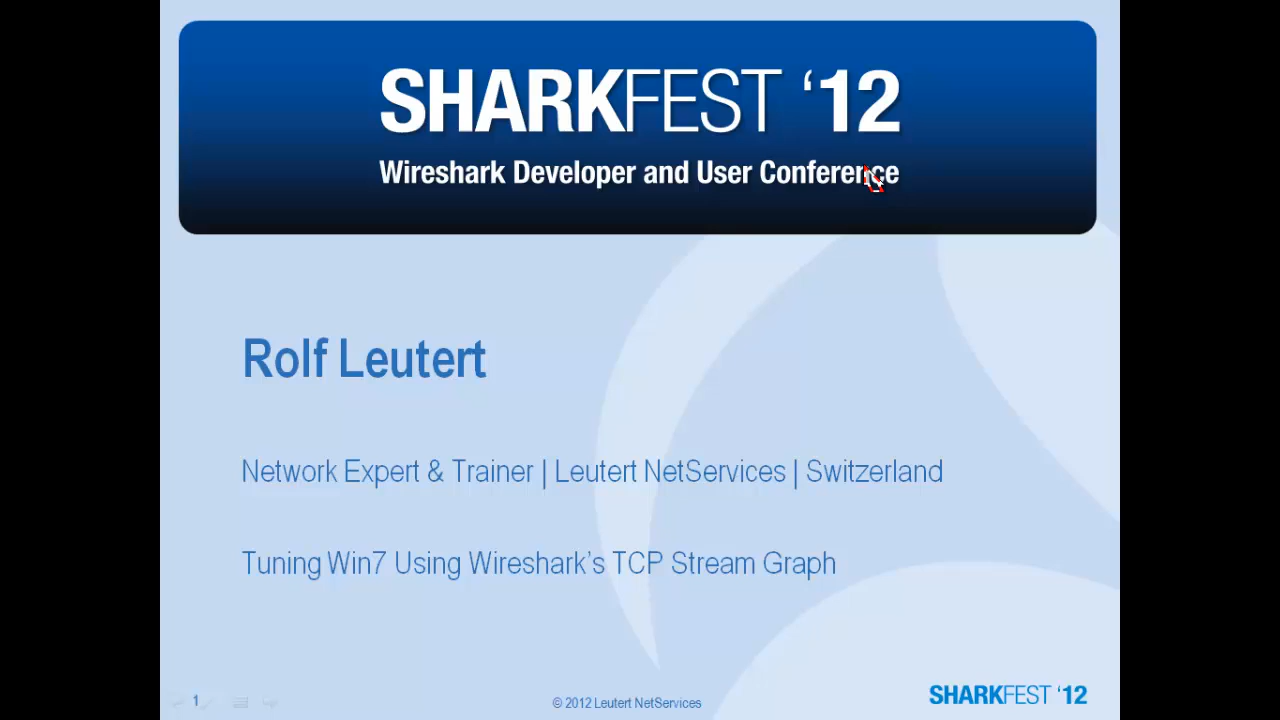 SHARKFEST ‘12
Wireshark Developer and User Conference
Rolf Leutert
Network Expert & Trainer | Leutert NetServices | Switzerland
Tuning Win7 Using Wireshark’s TCP Stream Graph
1
© 2012 Leutert NetServices
SHARKFEST ‘12